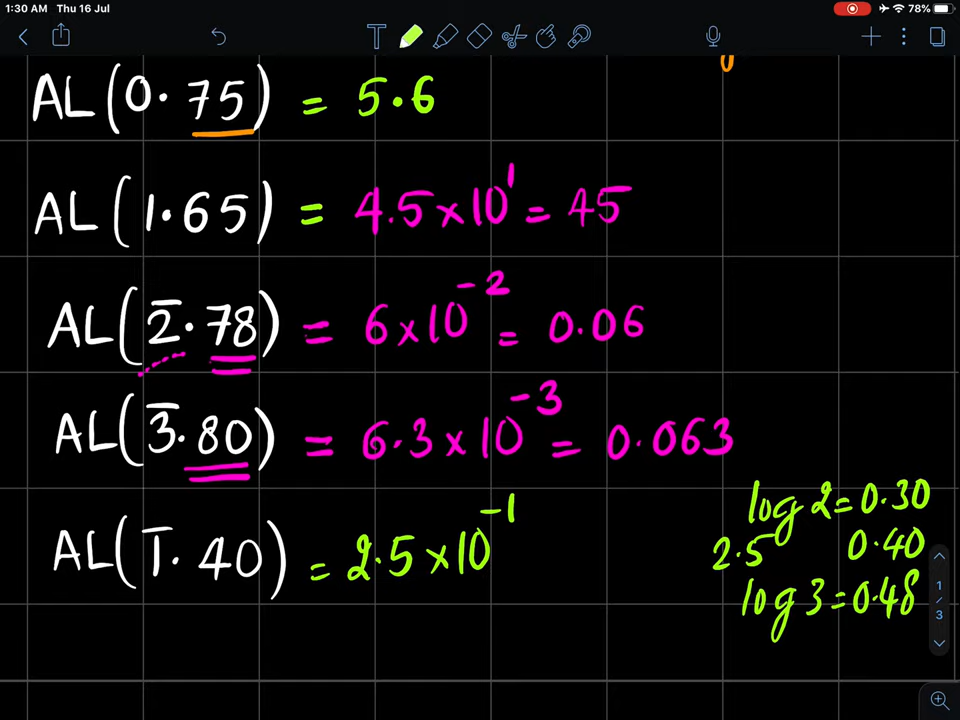 1:30 AM Thu 16 Jul 78%
AL(0.75) = 5.6
AL(1.65) = 4.5×10¹ = 45
AL(2̅.78) = 6×10⁻² = 0.06
AL(3̅.80) = 6.3×10⁻³ = 0.063
log 2 = 0.30
AL(1̅.40) = 2.5×10⁻¹
2.5 0.40
log 3 = 0.48
1/3